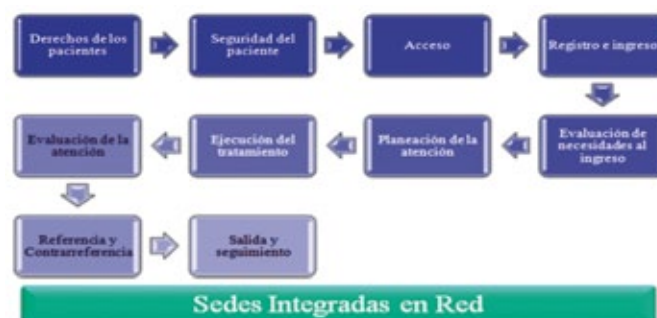 Derechos de los
pacientes
Seguridad del
paciente
Acceso
Registro e ingreso
Evaluación de
necesidades al
ingreso
Planeación de la
atención
Ejecución del
tratamiento
Evaluación de la
atención
Referencia y
Contrarreferencia
Salida y
seguimiento
Sedes Integradas en Red